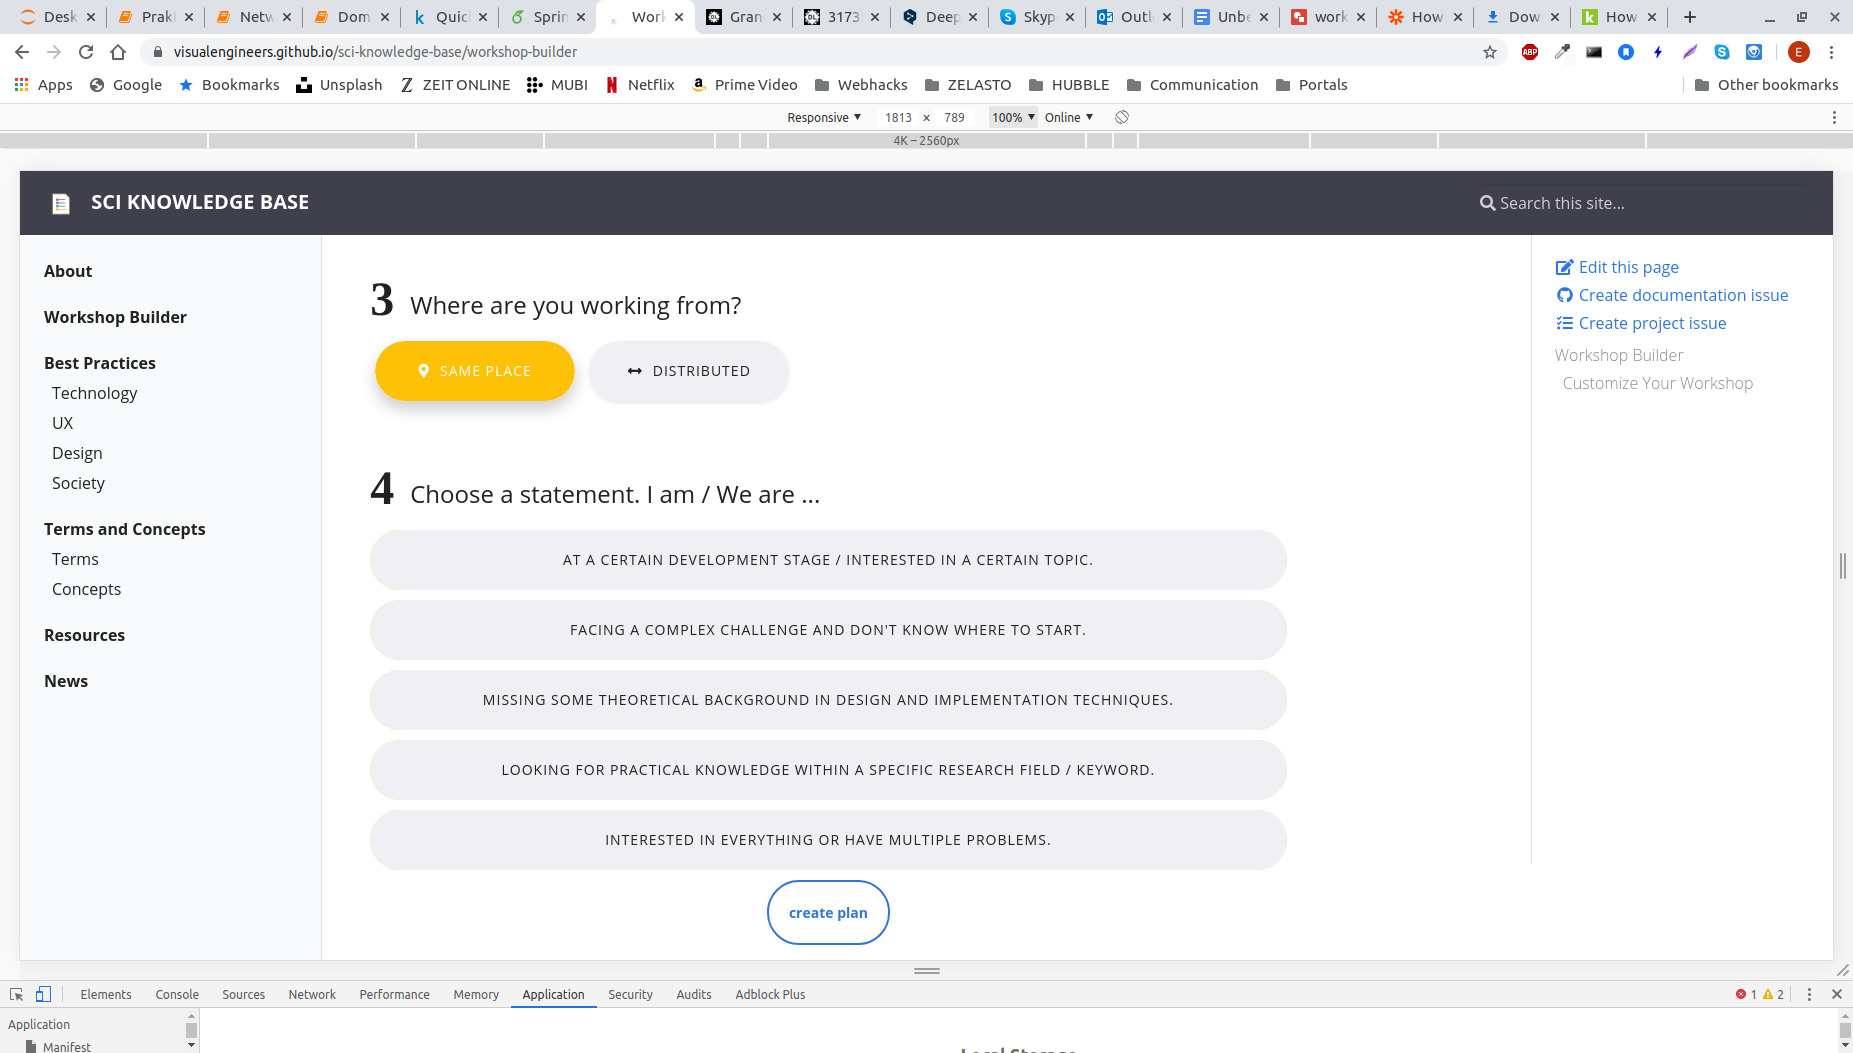 Desk Prak Netw Dom Quic Sprin Work Gran 3173 Deep Skyp Outl Unbe work How Dow How
visualengineers.github.io/sci-knowledge-base/workshop-builder
ABP E
Apps Google Bookmarks Unsplash ZEIT ONLINE MUBI Netflix Prime Video Webhacks ZELASTO HUBBLE Communication Portals Other bookmarks
Responsive 1813 × 789 100% Online
4K – 2560px
SCI KNOWLEDGE BASE
Search this site...
About
Workshop Builder
Best Practices
Technology
UX
Design
Society
Terms and Concepts
Terms
Concepts
Resources
News
3 Where are you working from?
SAME PLACE DISTRIBUTED
4 Choose a statement. I am / We are ...
AT A CERTAIN DEVELOPMENT STAGE / INTERESTED IN A CERTAIN TOPIC.
FACING A COMPLEX CHALLENGE AND DON'T KNOW WHERE TO START.
MISSING SOME THEORETICAL BACKGROUND IN DESIGN AND IMPLEMENTATION TECHNIQUES.
LOOKING FOR PRACTICAL KNOWLEDGE WITHIN A SPECIFIC RESEARCH FIELD / KEYWORD.
INTERESTED IN EVERYTHING OR HAVE MULTIPLE PROBLEMS.
create plan
Edit this page
Create documentation issue
Create project issue
Workshop Builder
Customize Your Workshop
Elements Console Sources Network Performance Memory Application Security Audits Adblock Plus 1 2
Application
Manifest
Local Storage